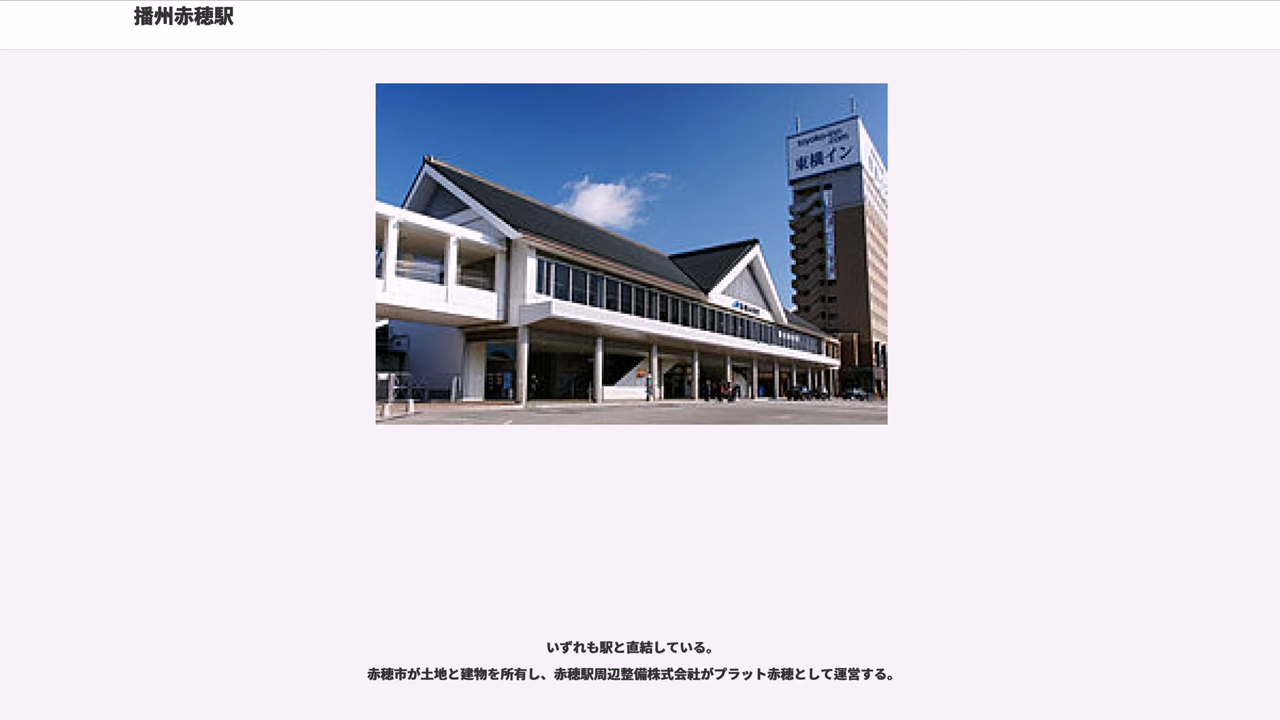 播州赤穂駅
toyoko-inn
.com
東横イン
いずれも駅と直結している。
赤穂市が土地と建物を所有し、赤穂駅周辺整備株式会社がプラット赤穂として運営する。